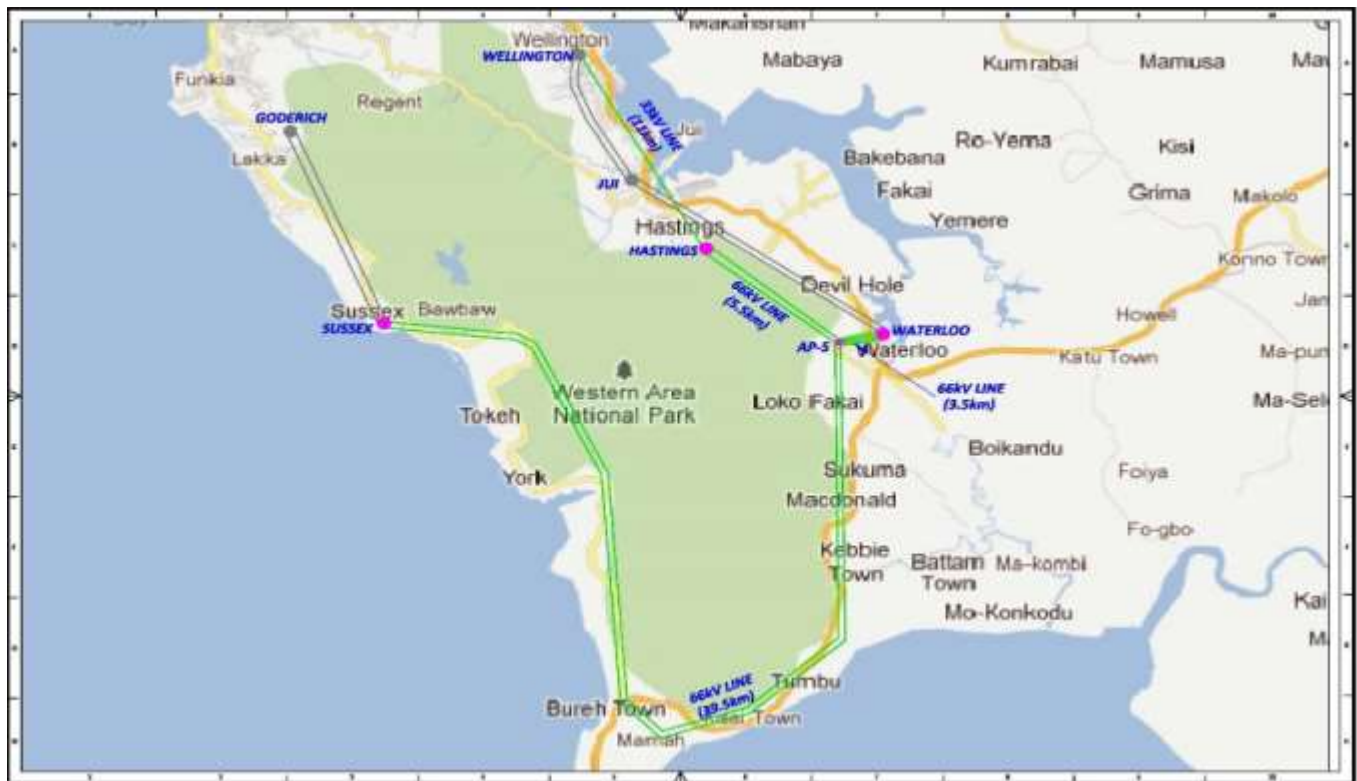 Makarishah
Wellington
WELLINGTON
Mabaya
Kumrabai
Mamusa
Funkia
Regent
GODERICH
33kV LINE
Jui
Lakka
Bakebana
Ro-Yema
Kisi
JUI
Fakai
Grima
Makolo
Yemere
Hastings
HASTINGS
Konno Town
Devil Hole
66kV LINE
(5.5km)
Sussex
Bawbaw
SUSSEX
Howell
WATERLOO
AP-5
Waterloo
Katu Town
Ma-pun
Western Area
National Park
66kV LINE
(3.5km)
Loko Fakai
Ma-Sele
Tokeh
Boikandu
York
Sukuma
Foiya
Macdonald
Fo-gbo
Kebbie
Town
Battam
Town
Ma-kombi
Mo-Konkodu
Kai
Tumbu
66kV LINE
(39.5km)
Bureh Town
Town
Mamah